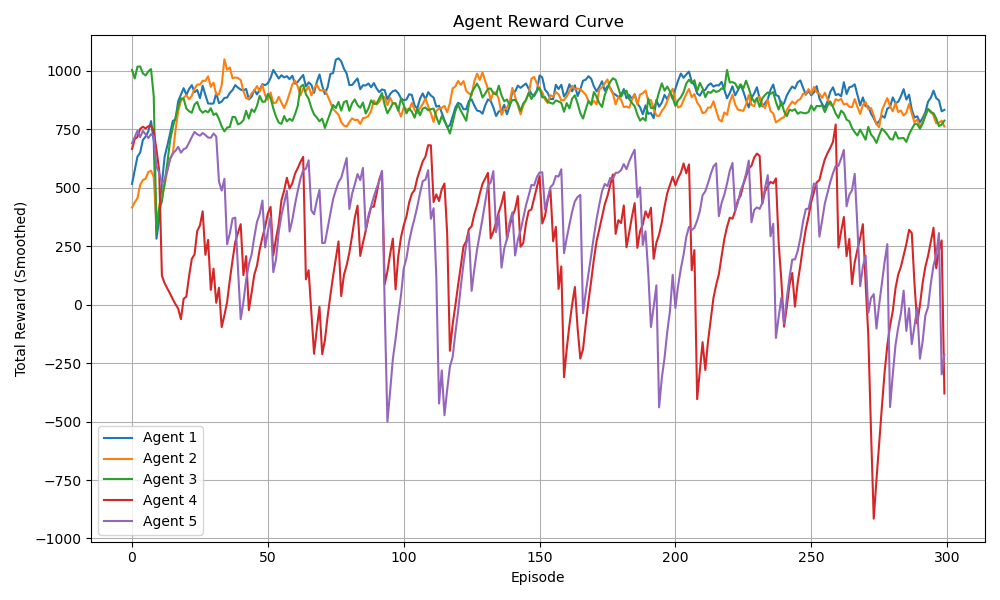 Agent Reward Curve
Total Reward (Smoothed)
1000
750
500
250
0
−250
−500
−750
−1000
Agent 1
Agent 2
Agent 3
Agent 4
Agent 5
0 50 100 150 200 250 300
Episode